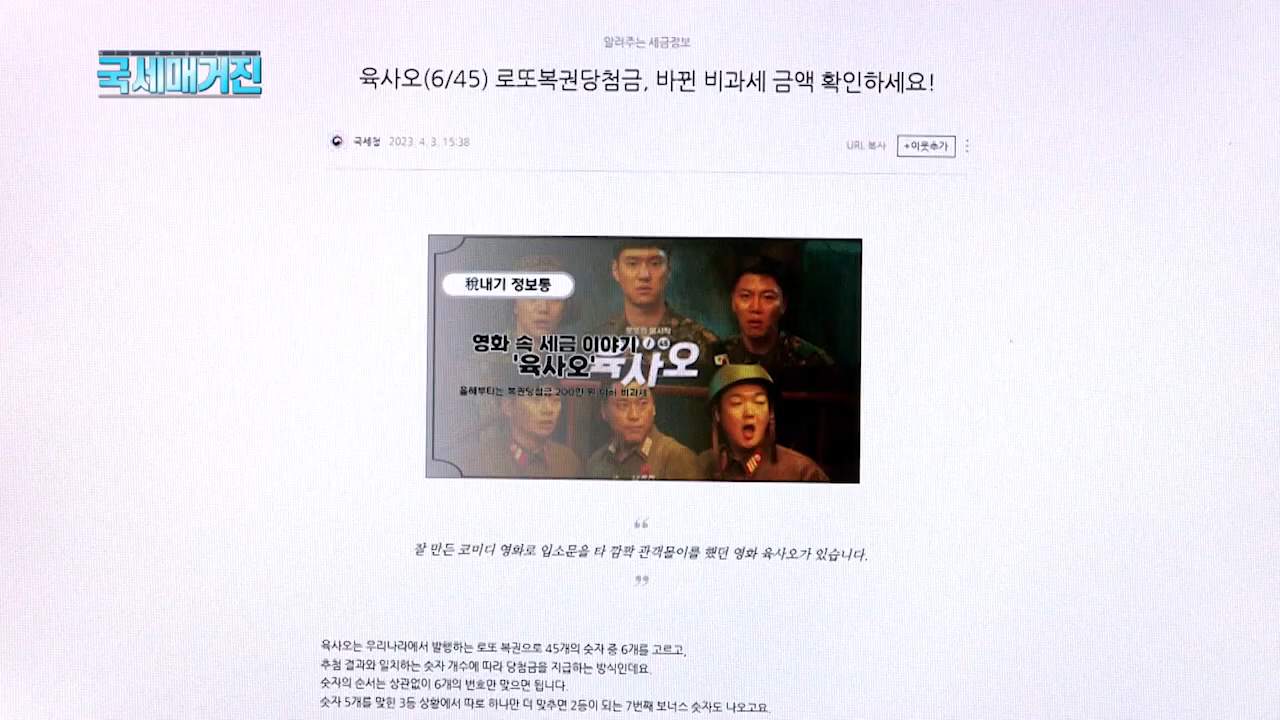 NTS MAGAZINE
국세매거진
알려주는 세금정보
육사오(6/45) 로또복권당첨금, 바뀐 비과세 금액 확인하세요!
국세청 2023. 4. 3. 15:38
URL 복사 +이웃추가
稅내기 정보통
영화 속 세금 이야기
'육사오'
육사오
올해부터는 복권당첨금 200만 원 이하 비과세
잘 만든 코미디 영화로 입소문을 타 깜짝 관객몰이를 했던 영화 육사오가 있습니다.
육사오는 우리나라에서 발행하는 로또 복권으로 45개의 숫자 중 6개를 고르고,
추첨 결과와 일치하는 숫자 개수에 따라 당첨금을 지급하는 방식인데요.
숫자의 순서는 상관없이 6개의 번호만 맞으면 됩니다.
숫자 5개를 맞힌 3등 상황에서 따로 하나만 더 맞추면 2등이 되는 7번째 보너스 숫자도 나오고요.